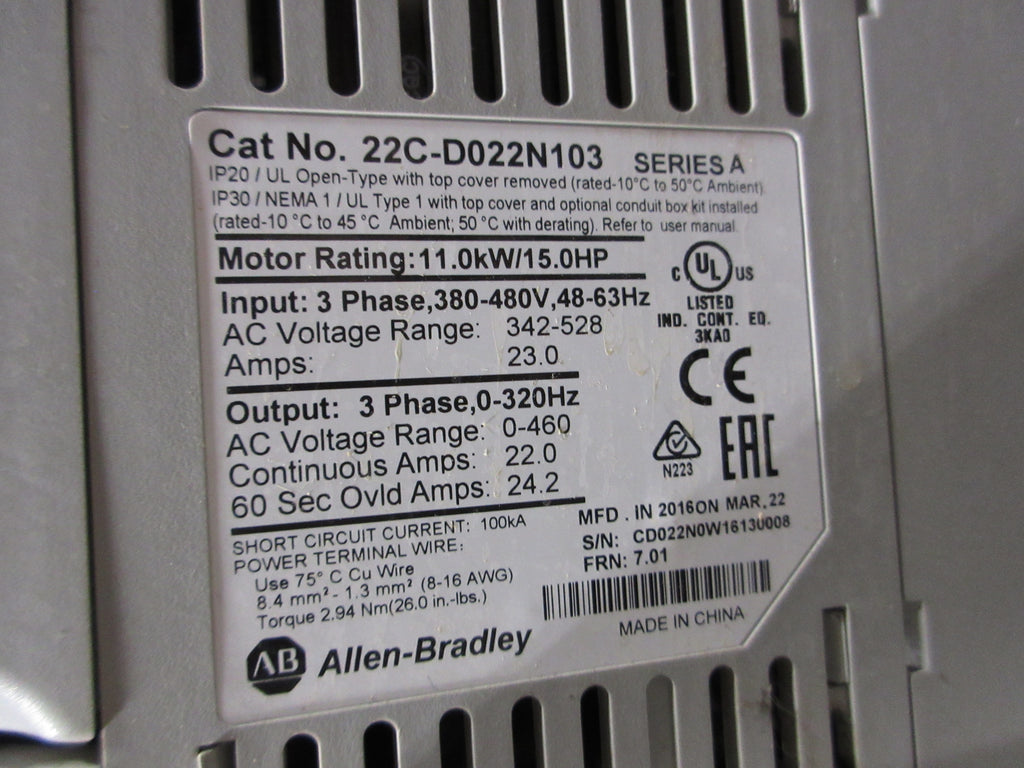 Cat No. 22C-D022N103 SERIES A
IP20 / UL Open-Type with top cover removed (rated-10°C to 50°C Ambient).
IP30 / NEMA 1 / UL Type 1 with top cover and optional conduit box kit installed
(rated-10 °C to 45 °C Ambient; 50 °C with derating). Refer to user manual.
Motor Rating:11.0kW/15.0HP
Input: 3 Phase,380-480V,48-63Hz
AC Voltage Range: 342-528
Amps: 23.0
C UL US
LISTED
IND. CONT. EQ.
3KA0
CE
Output: 3 Phase,0-320Hz
AC Voltage Range: 0-460
Continuous Amps: 22.0
60 Sec Ovld Amps: 24.2
N223
EAC
SHORT CIRCUIT CURRENT: 100kA
POWER TERMINAL WIRE:
Use 75° C Cu Wire
8.4 mm² - 1.3 mm² (8-16 AWG)
Torque 2.94 Nm(26.0 in.-lbs.)
MFD . IN 2016ON MAR.22
S/N: CD022N0W16130008
FRN: 7.01
MADE IN CHINA
AB Allen-Bradley